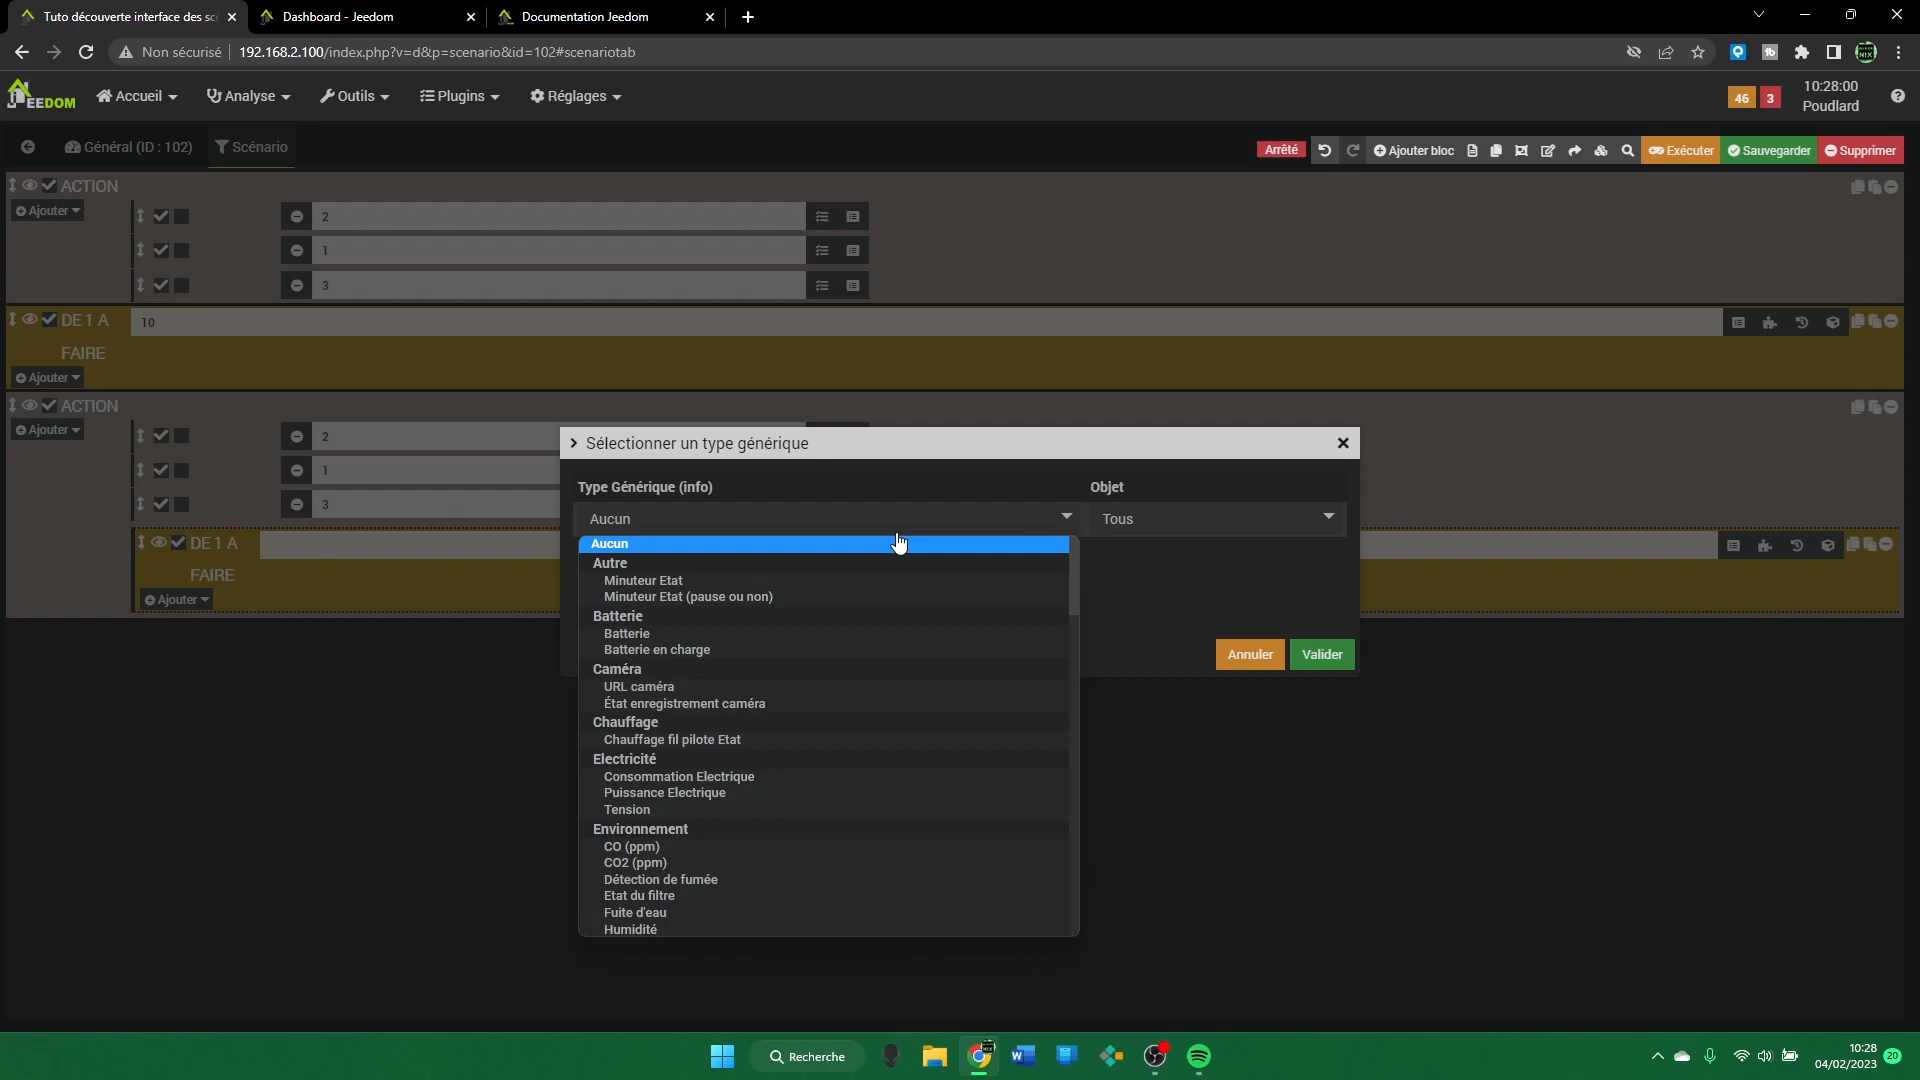 Tuto découverte interface des scé
Dashboard - Jeedom
Documentation Jeedom
Non sécurisé
192.168.2.100/index.php?v=d&p=scenario&id=102#scenariotab
JEEDOM
Accueil
Analyse
Outils
Plugins
Réglages
46
3
10:28:00
Poudlard
Général (ID : 102)
Scénario
Arrêté
Ajouter bloc
Exécuter
Sauvegarder
Supprimer
ACTION
Ajouter
2
1
3
DE 1 A
10
FAIRE
Ajouter
ACTION
Ajouter
2
1
3
DE 1 A
FAIRE
Ajouter
Sélectionner un type générique
Type Générique (info)
Objet
Aucun
Tous
Aucun
Autre
Minuteur Etat
Minuteur Etat (pause ou non)
Batterie
Batterie
Batterie en charge
Caméra
URL caméra
État enregistrement caméra
Chauffage
Chauffage fil pilote Etat
Electricité
Consommation Electrique
Puissance Electrique
Tension
Environnement
CO (ppm)
CO2 (ppm)
Détection de fumée
Etat du filtre
Fuite d'eau
Humidité
Annuler
Valider
Recherche
10:28
04/02/2023
20